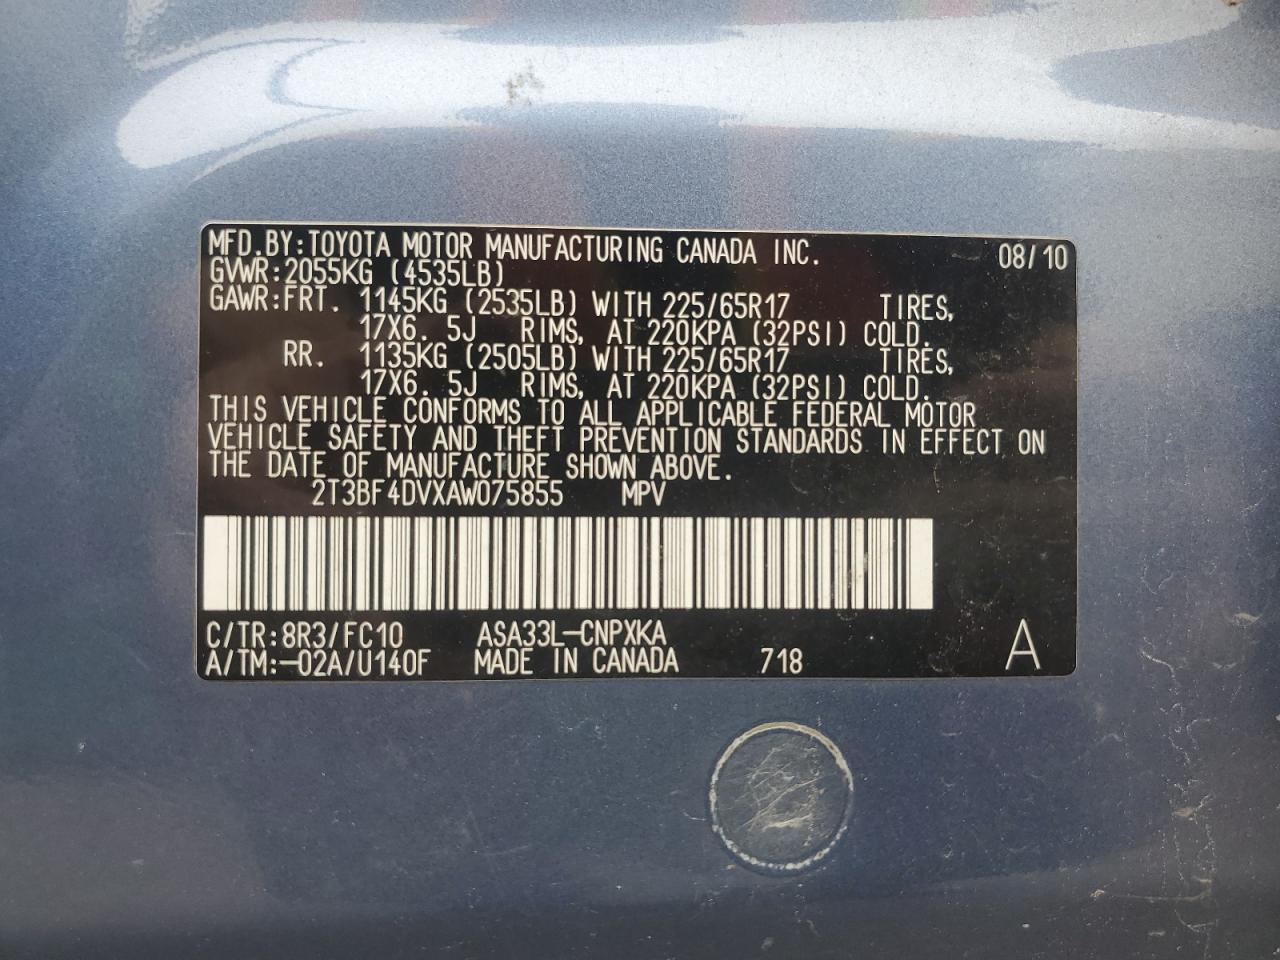 MFD.BY:TOYOTA MOTOR MANUFACTURING CANADA INC. 08/10
GVWR:2055KG (4535LB)
GAWR:FRT. 1145KG (2535LB) WITH 225/65R17 TIRES,
17X6. 5J RIMS, AT 220KPA (32PSI) COLD.
RR. 1135KG (2505LB) WITH 225/65R17 TIRES,
17X6. 5J RIMS, AT 220KPA (32PSI) COLD.
THIS VEHICLE CONFORMS TO ALL APPLICABLE FEDERAL MOTOR
VEHICLE SAFETY AND THEFT PREVENTION STANDARDS IN EFFECT ON
THE DATE OF MANUFACTURE SHOWN ABOVE.
2T3BF4DVXAW075855 MPV
C/TR:8R3/FC10 ASA33L-CNPXKA
A/TM:-02A/U140F MADE IN CANADA 718 A